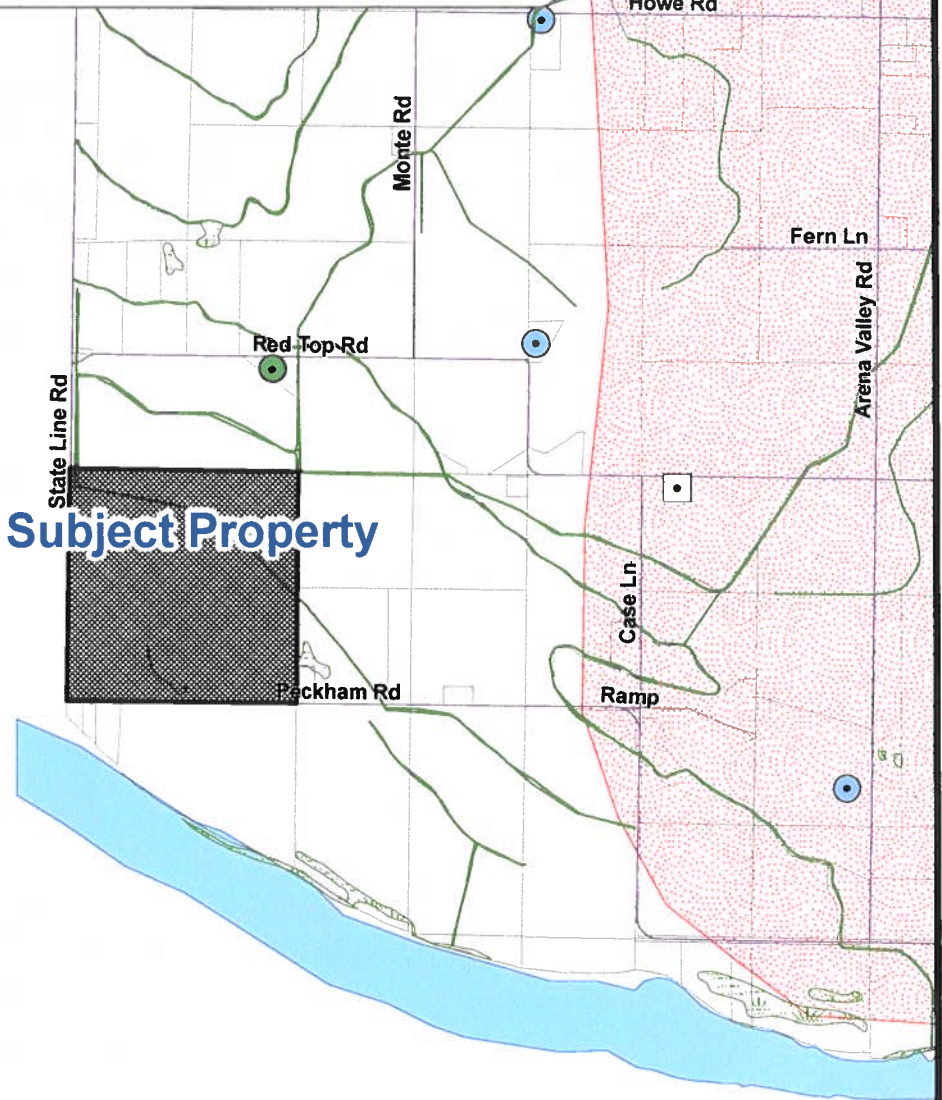 Howe Rd
Monte Rd
Fern Ln
Arena Valley Rd
Red Top Rd
State Line Rd
Subject Property
Case Ln
Peckham Rd
Ramp